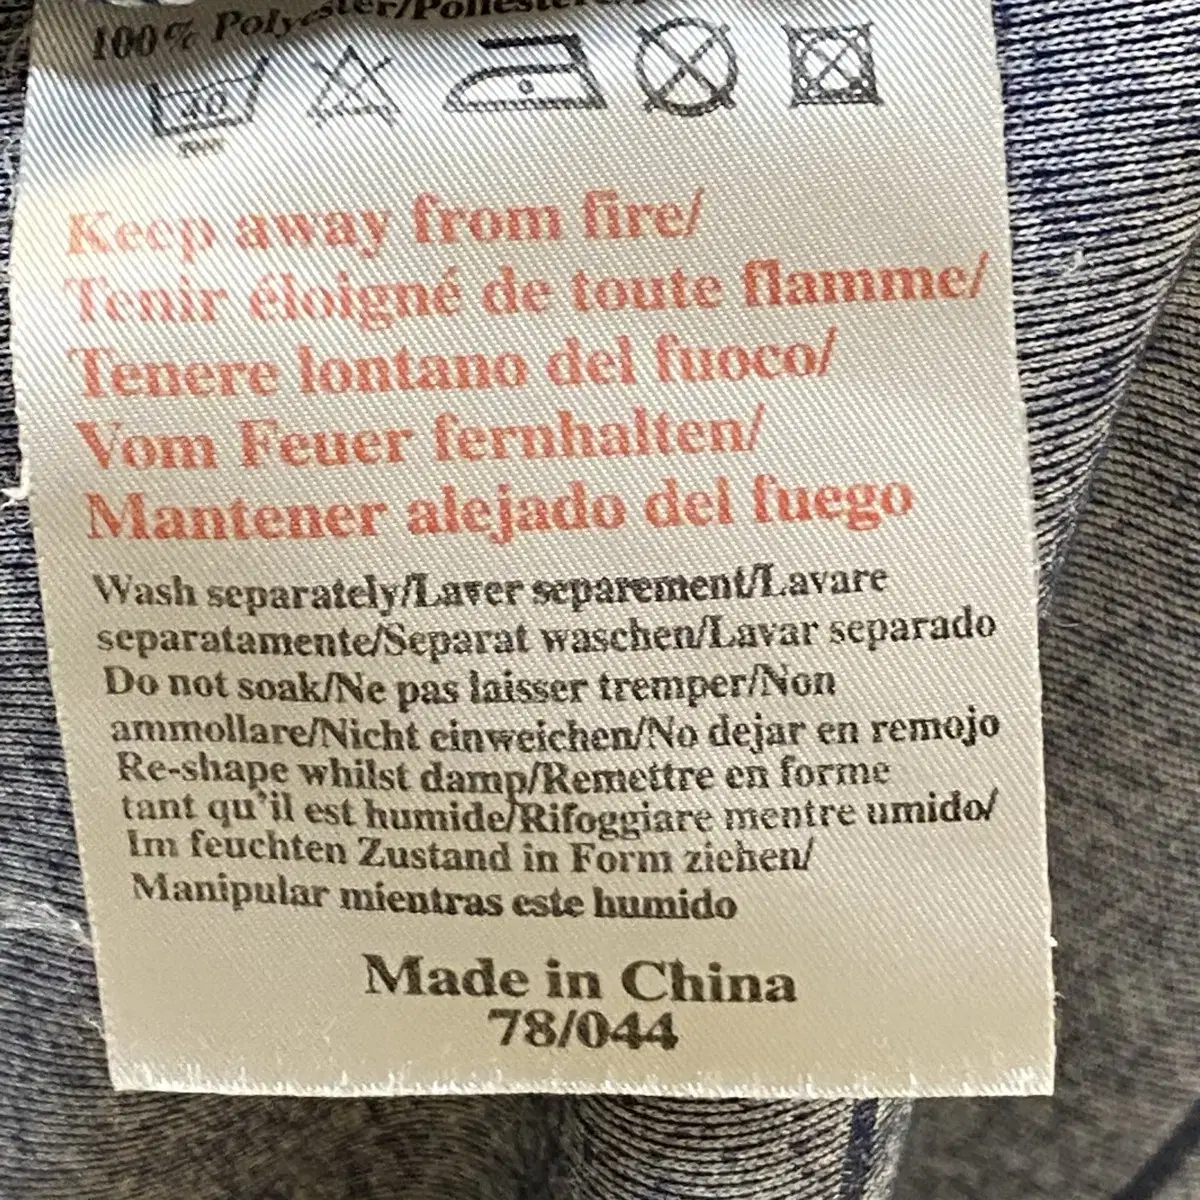 100% Polyester/Poliestere/
40
Keep away from fire/
Tenir éloigné de toute flamme/
Tenere lontano del fuoco/
Vom Feuer fernhalten/
Mantener alejado del fuego
Wash separately/Laver separement/Lavare
separatamente/Separat waschen/Lavar separado
Do not soak/Ne pas laisser tremper/Non
ammollare/Nicht einweichen/No dejar en remojo
Re-shape whilst damp/Remettre en forme
tant qu'il est humide/Rifoggiare mentre umido/
Im feuchten Zustand in Form ziehen/
Manipular mientras este humido
Made in China
78/044